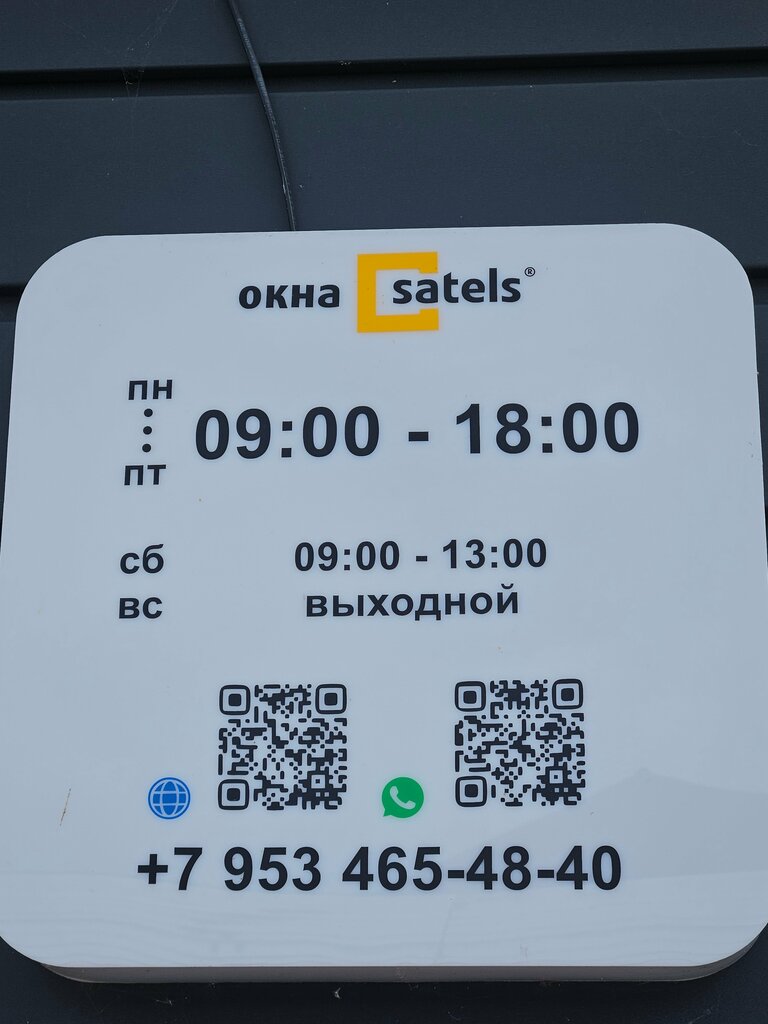 окна satels®
пн
09:00 - 18:00
пт
сб 09:00 - 13:00
вс выходной
+7 953 465-48-40